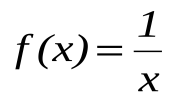 f(x) = 1/x